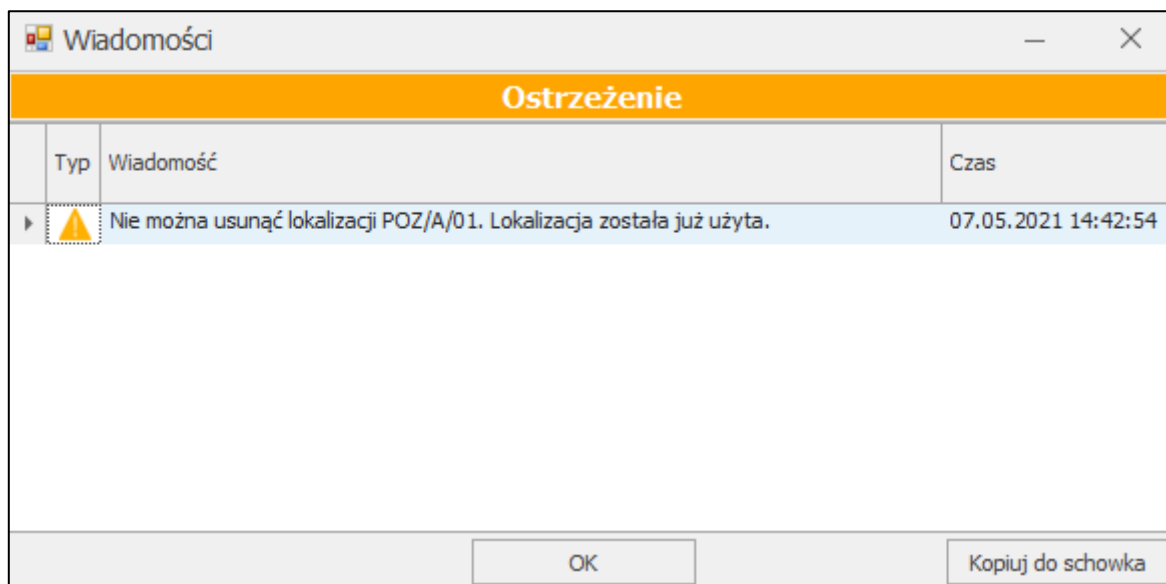 Wiadomości
Ostrzeżenie
Typ Wiadomość Czas
Nie można usunąć lokalizacji POZ/A/01. Lokalizacja została już użyta. 07.05.2021 14:42:54
OK Kopiuj do schowka